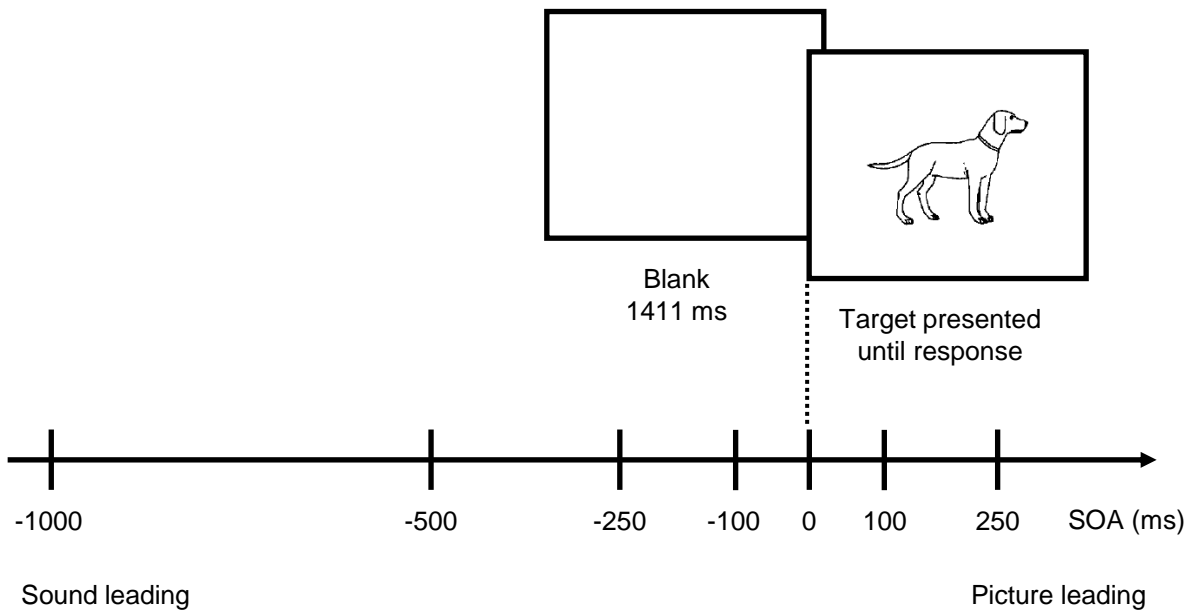 Blank
1411 ms
Target presented
until response
-1000 -500 -250 -100 0 100 250 SOA (ms)
Sound leading Picture leading